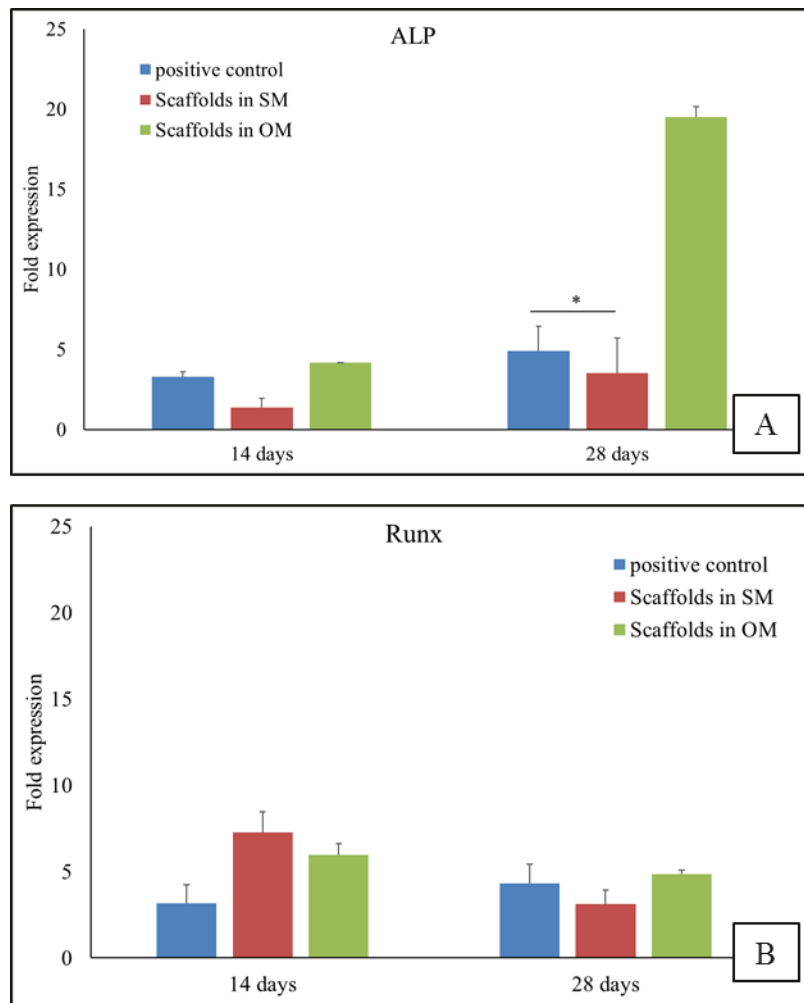 ALP
25
20
15
10
5
0
Fold expression
positive control
Scaffolds in SM
Scaffolds in OM
*
14 days
28 days
A
Runx
25
20
15
10
5
0
Fold expression
positive control
Scaffolds in SM
Scaffolds in OM
14 days
28 days
B